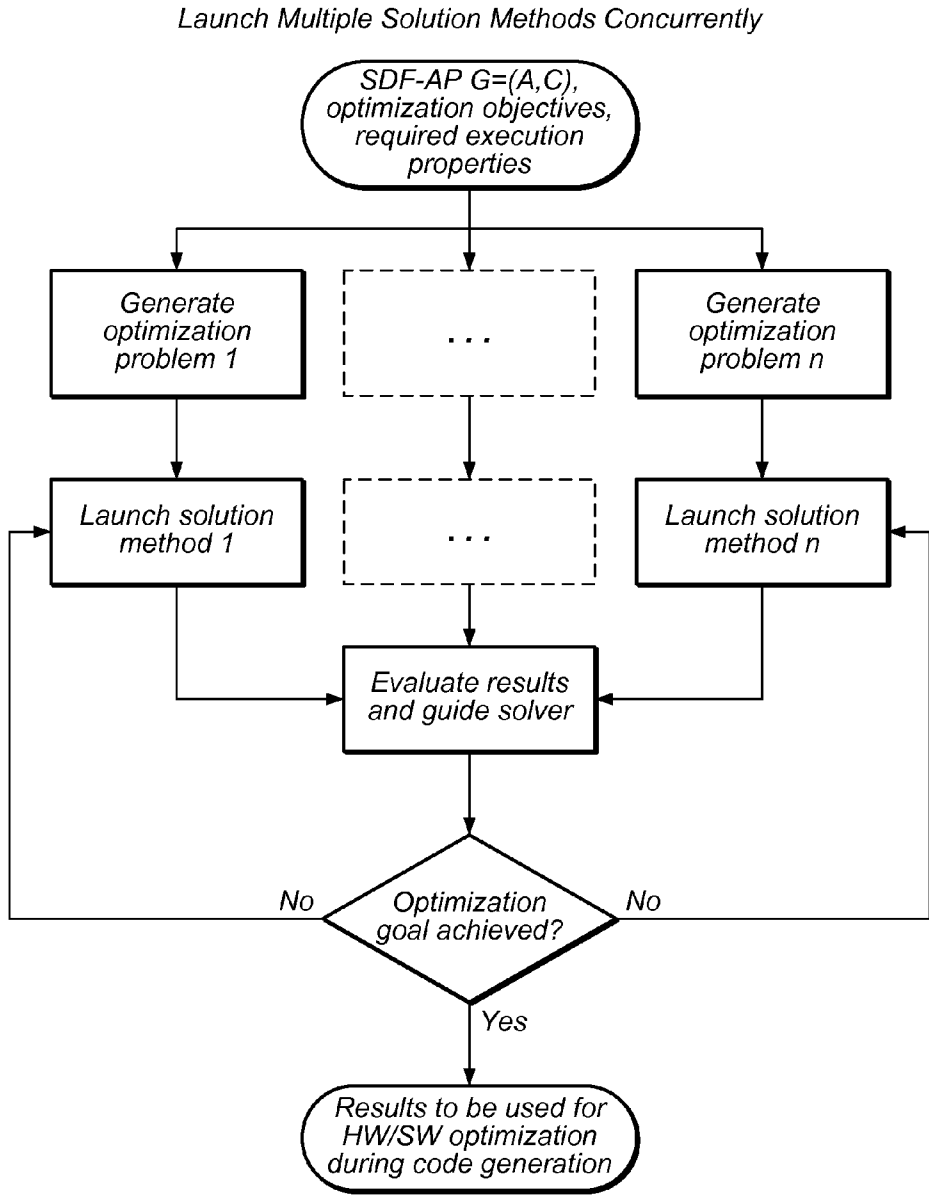 Launch Multiple Solution Methods Concurrently
SDF-AP G=(A,C),
optimization objectives,
required execution
properties
Generate
optimization
problem 1
...
Generate
optimization
problem n
Launch solution
method 1
...
Launch solution
method n
Evaluate results
and guide solver
No
Optimization
goal achieved?
No
Yes
Results to be used for
HW/SW optimization
during code generation